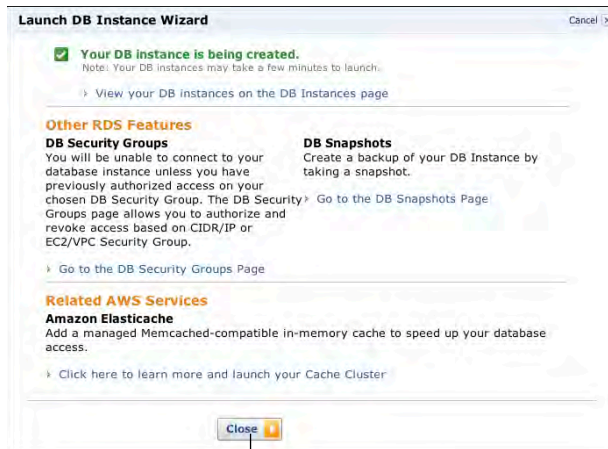 Launch DB Instance Wizard
Cancel x
Your DB instance is being created.
Note: Your DB instances may take a few minutes to launch.
View your DB instances on the DB Instances page
Other RDS Features
DB Security Groups
You will be unable to connect to your
database instance unless you have
previously authorized access on your
chosen DB Security Group. The DB Security
Groups page allows you to authorize and
revoke access based on CIDR/IP or
EC2/VPC Security Group.
Go to the DB Security Groups Page
DB Snapshots
Create a backup of your DB Instance by
taking a snapshot.
Go to the DB Snapshots Page
Related AWS Services
Amazon Elasticache
Add a managed Memcached-compatible in-memory cache to speed up your database
access.
Click here to learn more and launch your Cache Cluster
Close